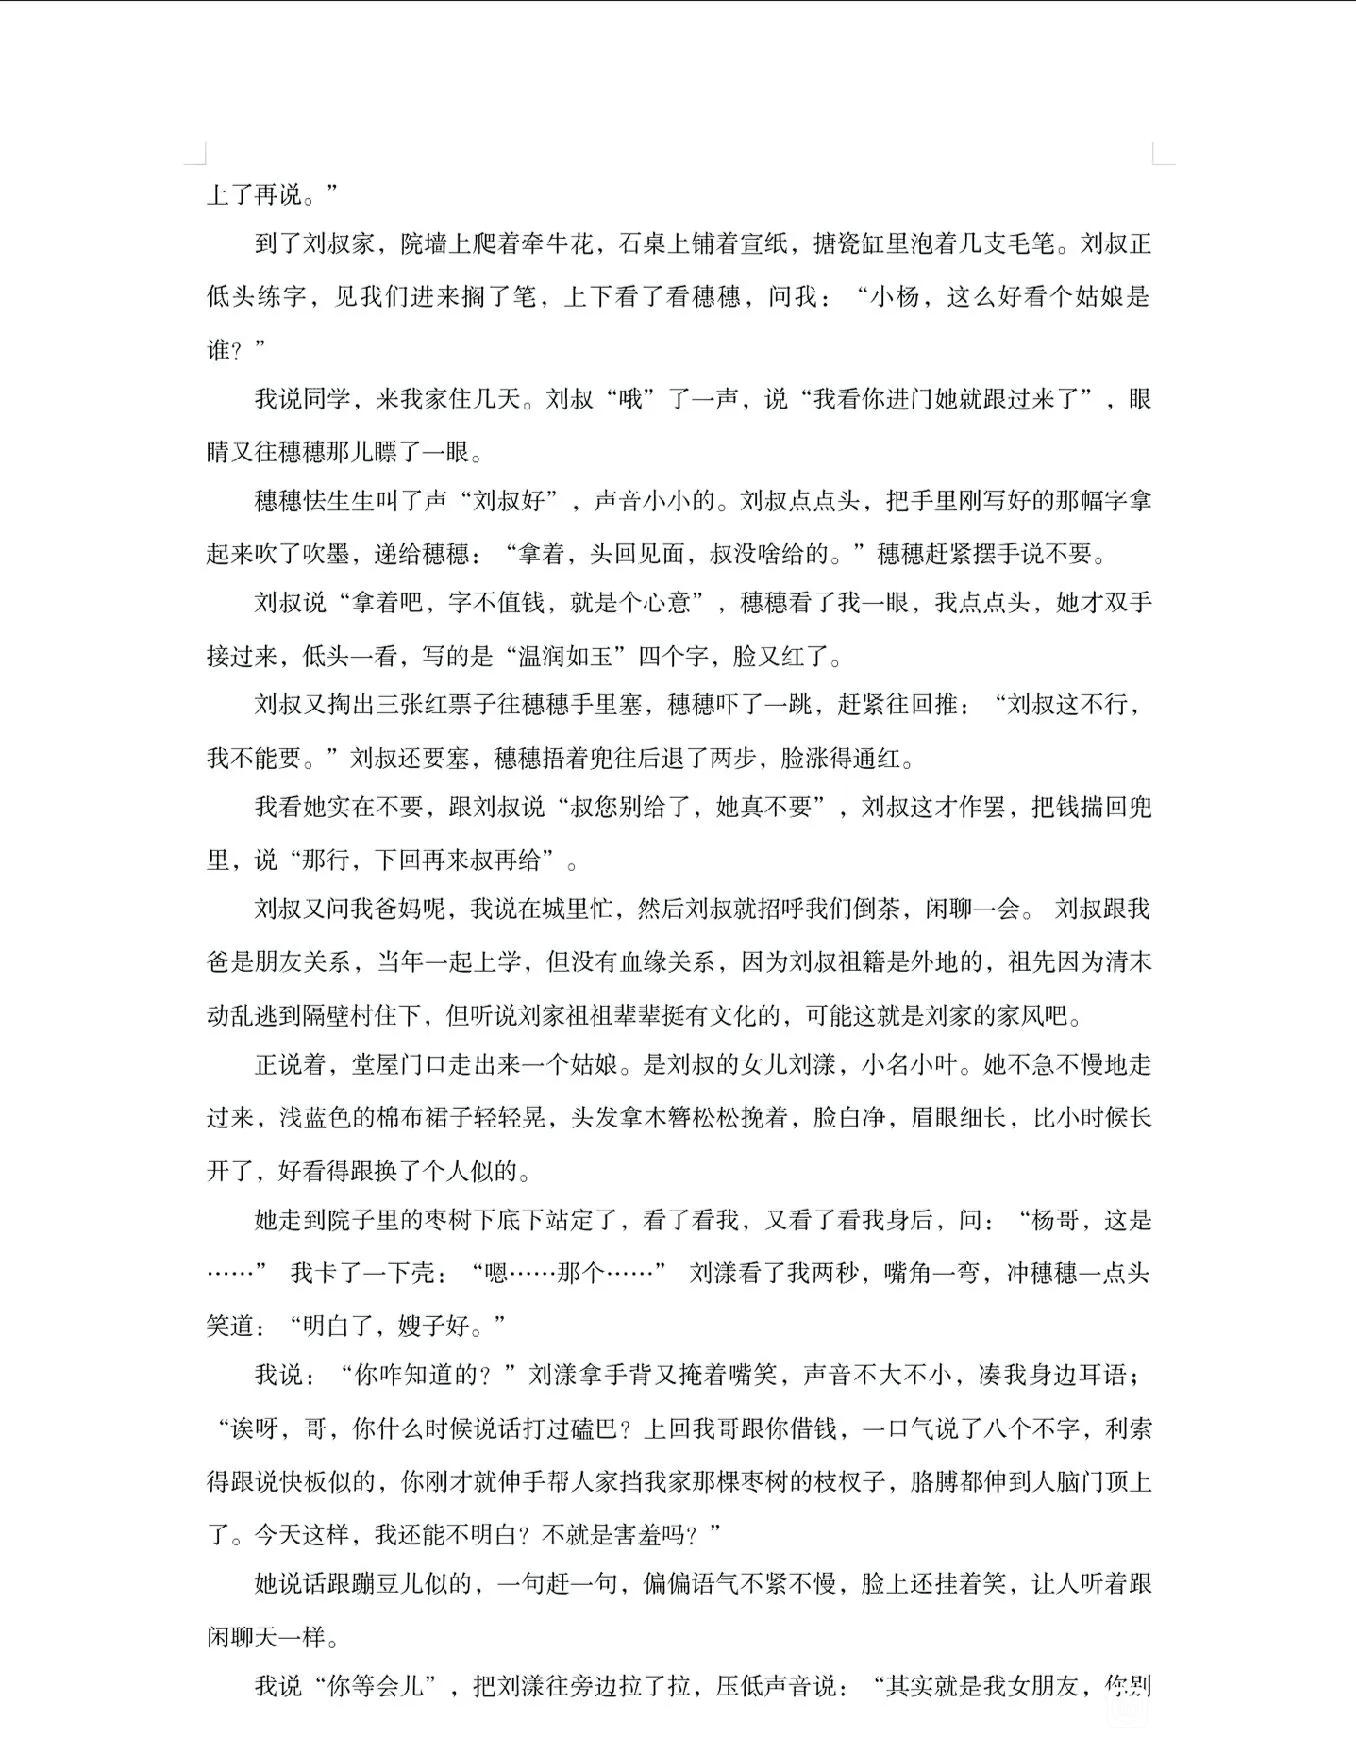 上了再说。”
到了刘叔家，院墙上爬着牵牛花，石桌上铺着宣纸，搪瓷缸里泡着几支毛笔。刘叔正
低头练字，见我们进来搁了笔，上下看了看穗穗，问我：“小杨，这么好看个姑娘是
谁？”
我说同学，来我家住几天。刘叔“哦”了一声，说“我看你进门她就跟过来了”，眼
睛又往穗穗那儿瞟了一眼。
穗穗怯生生叫了声“刘叔好”，声音小小的。刘叔点点头，把手里刚写好的那幅字拿
起来吹了吹墨，递给穗穗：“拿着，头回见面，叔没啥给的。”穗穗赶紧摆手说不要。
刘叔说“拿着吧，字不值钱，就是个心意”，穗穗看了我一眼，我点点头，她才双手
接过来，低头一看，写的是“温润如玉”四个字，脸又红了。
刘叔又掏出三张红票子往穗穗手里塞，穗穗吓了一跳，赶紧往回推：“刘叔这不行，
我不能要。”刘叔还要塞，穗穗捂着兜往后退了两步，脸涨得通红。
我看她实在不要，跟刘叔说“叔您别给了，她真不要”，刘叔这才作罢，把钱揣回兜
里，说“那行，下回再来叔再给”。
刘叔又问我爸妈呢，我说在城里忙，然后刘叔就招呼我们倒茶，闲聊一会。 刘叔跟我
爸是朋友关系，当年一起上学，但没有血缘关系，因为刘叔祖籍是外地的，祖先因为清末
动乱逃到隔壁村住下，但听说刘家祖祖辈辈挺有文化的，可能这就是刘家的家风吧。
正说着，堂屋门口走出来一个姑娘。是刘叔的女儿刘漾，小名小叶。她不急不慢地走
过来，浅蓝色的棉布裙子轻轻晃，头发拿木簪松松挽着，脸白净，眉眼细长，比小时候长
开了，好看得跟换了个人似的。
她走到院子里的枣树下底下站定了，看了看我，又看了看我身后，问：“杨哥，这是
……” 我卡了一下壳：“嗯……那个……” 刘漾看了我两秒，嘴角一弯，冲穗穗一点头
笑道：“明白了，嫂子好。”
我说：“你咋知道的？”刘漾拿手背又掩着嘴笑，声音不大不小，凑我身边耳语；
“诶呀，哥，你什么时候说话打过磕巴？上回我哥跟你借钱，一口气说了八个不字，利索
得跟说快板似的，你刚才就伸手帮人家挡我家那棵枣树的枝杈子，胳膊都伸到人脑门顶上
了。今天这样，我还能不明白？不就是害羞吗？”
她说话跟蹦豆儿似的，一句赶一句，偏偏语气不紧不慢，脸上还挂着笑，让人听着跟
闲聊天一样。
我说“你等会儿”，把刘漾往旁边拉了拉，压低声音说：“其实就是我女朋友，你别